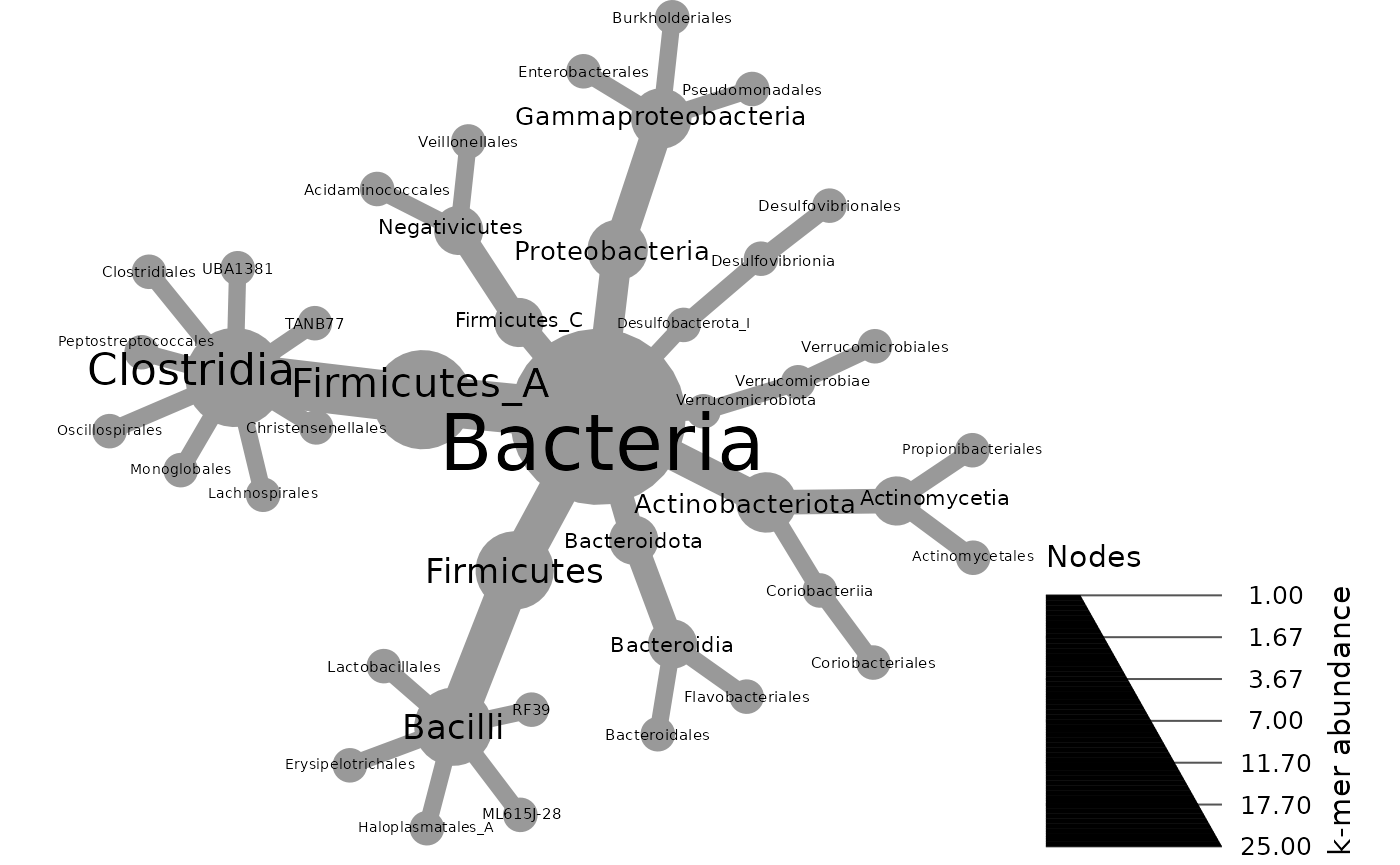 Burkholderiales
Enterobacterales
Pseudomonadales
Gammaproteobacteria
Veillonellales
Acidaminococcales
Desulfovibrionales
Negativicutes
Proteobacteria
Desulfovibrionia
Clostridiales
UBA1381
TANB77
Firmicutes_C
Desulfobacterota_I
Peptostreptococcales
Verrucomicrobiales
Clostridia
Firmicutes_A
Verrucomicrobiae
Verrucomicrobiota
Oscillospirales
Christensenellales
Bacteria
Propionibacteriales
Monoglobales
Lachnospirales
Actinobacteriota
Actinomycetia
Bacteroidota
Actinomycetales
Firmicutes
Coriobacteriia
Bacteroidia
Coriobacteriales
Lactobacillales
Flavobacteriales
RF39
Bacilli
Bacteroidales
Erysipelotrichales
ML615J-28
Haloplasmatales_A
Nodes
1.00
1.67
3.67
7.00
11.70
17.70
25.00
k-mer abundance